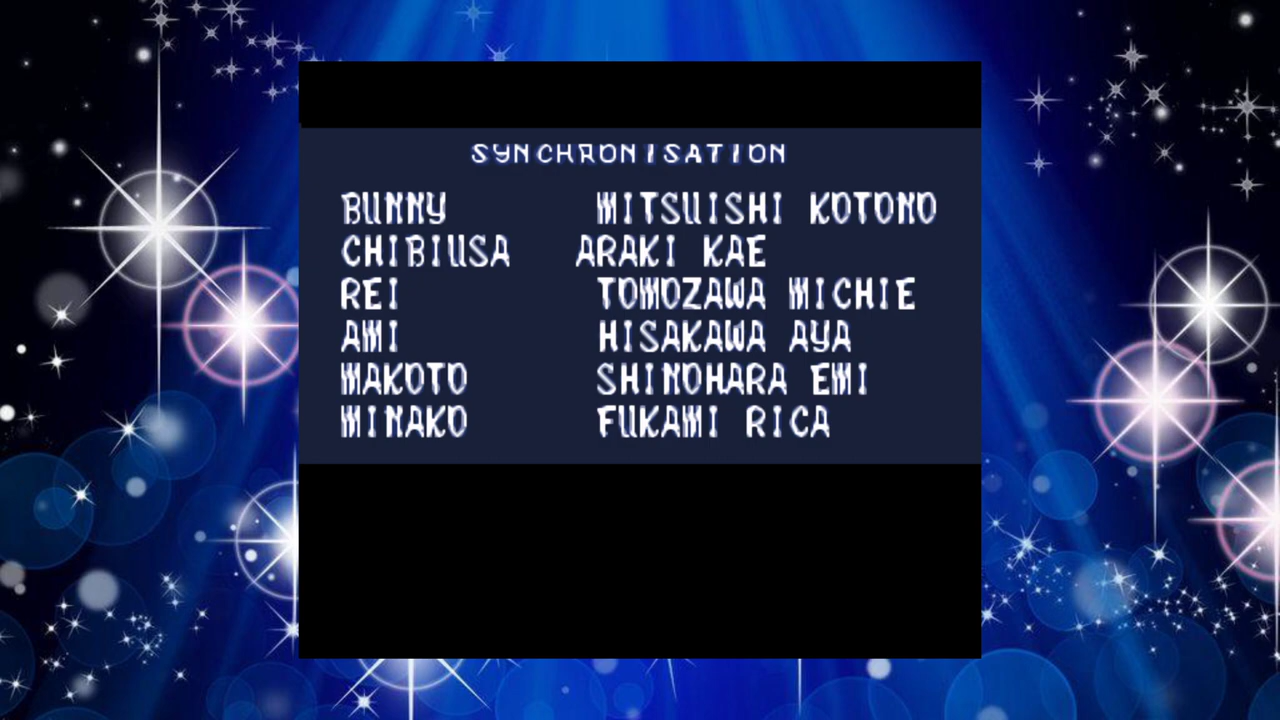 SYNCHRONISATION
BUNNY MITSUISHI KOTONO
CHIBIUSA ARAKI KAE
REI TOMOZAWA MICHIE
AMI HISAKAWA AYA
MAKOTO SHINOHARA EMI
MINAKO FUKAMI RICA